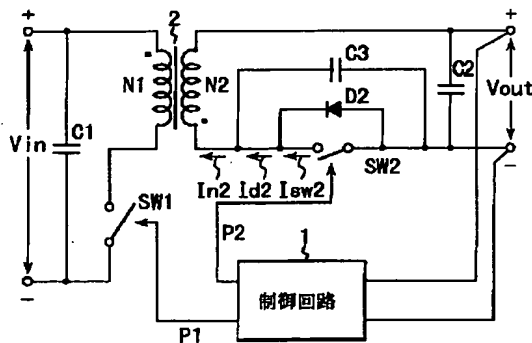 +
2
+
C3
N1
N2
C2
D2
Vout
Vin
C1
SW2
-
In2 Id2 Isw2
SW1
P2
1
-
制御回路
P1